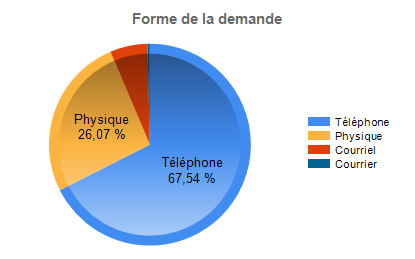 Forme de la demande
Physique
26,07 %
Téléphone
67,54 %
Téléphone
Physique
Courriel
Courrier